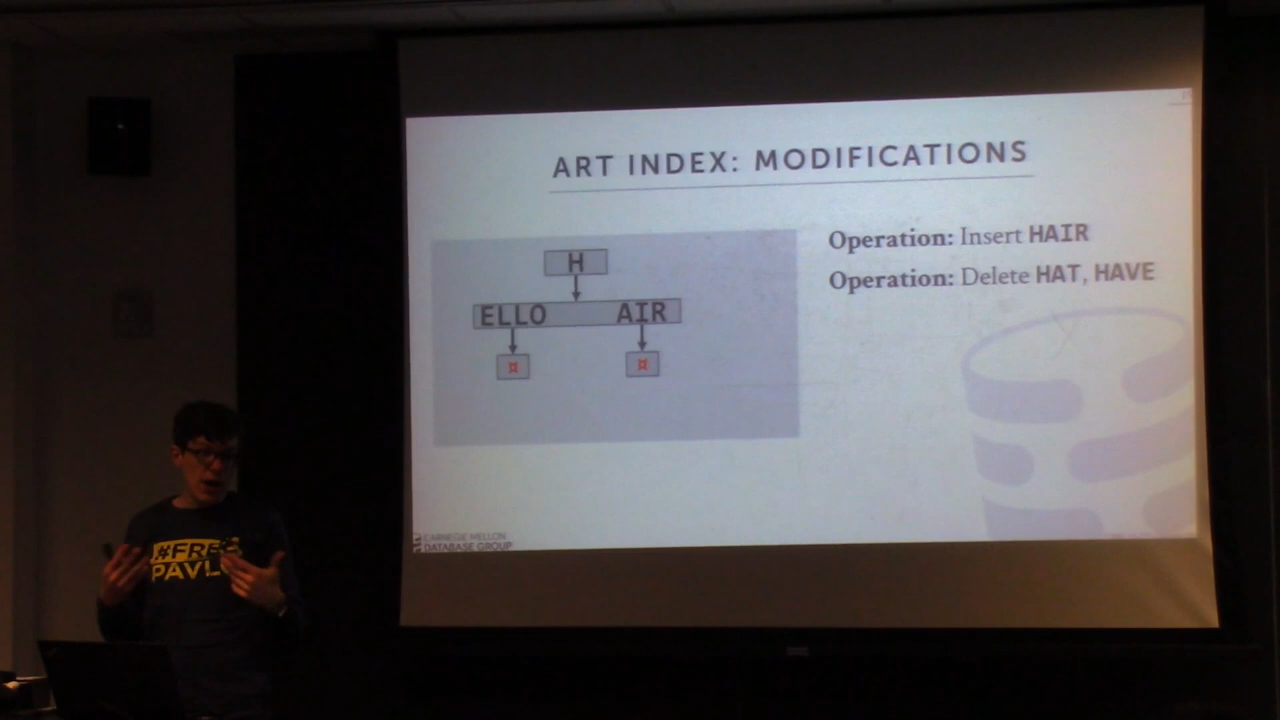 ART INDEX: MODIFICATIONS
H
ELLO AIR
¤ ¤
Operation: Insert HAIR
Operation: Delete HAT, HAVE
CARNEGIE MELLON
DATABASE GROUP
#FREE
PAVLO